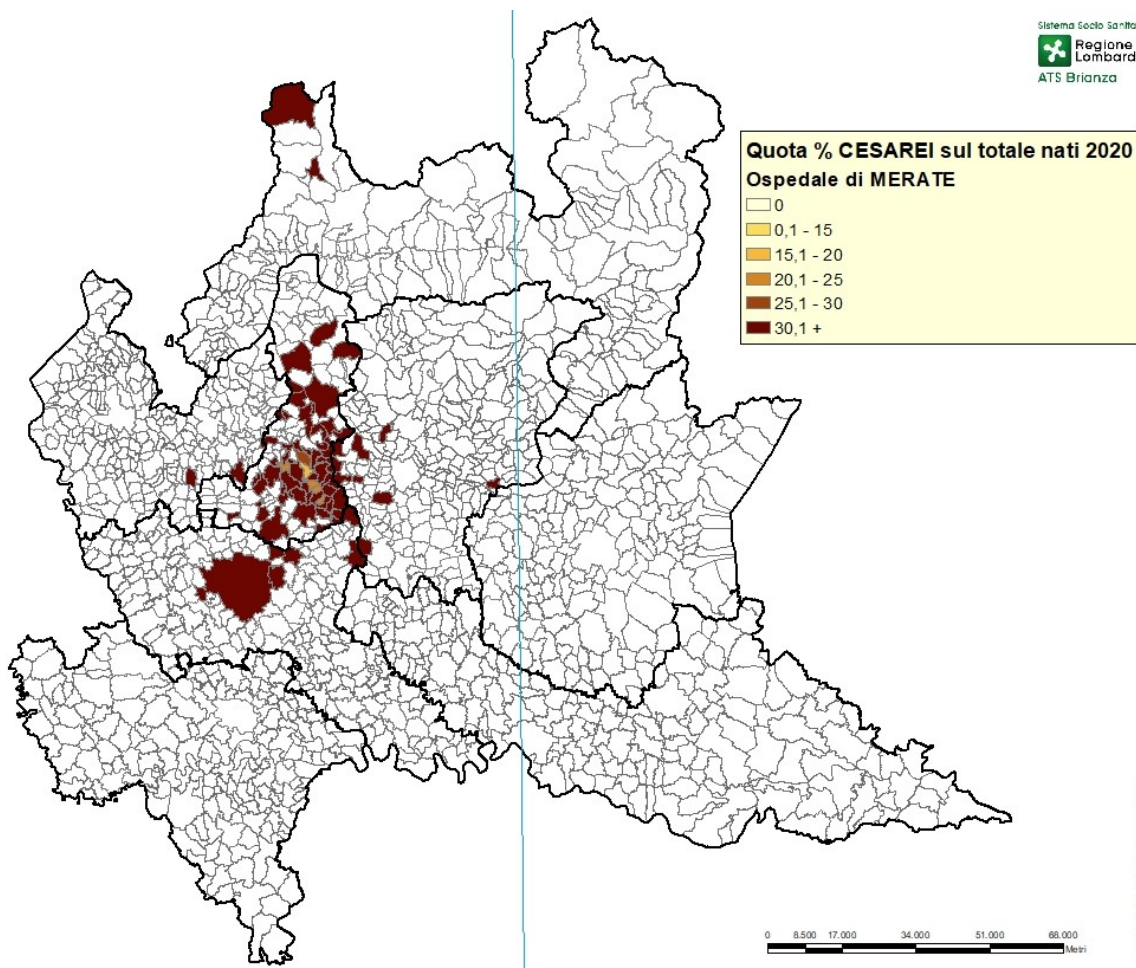 Sistema Socio Sanita
Regione
Lombard
ATS Brianza
Quota % CESAREI sul totale nati 2020
Ospedale di MERATE
0
0,1 - 15
15,1 - 20
20,1 - 25
25,1 - 30
30,1 +
0 8.500 17.000 34.000 51.000 68.000
Metri